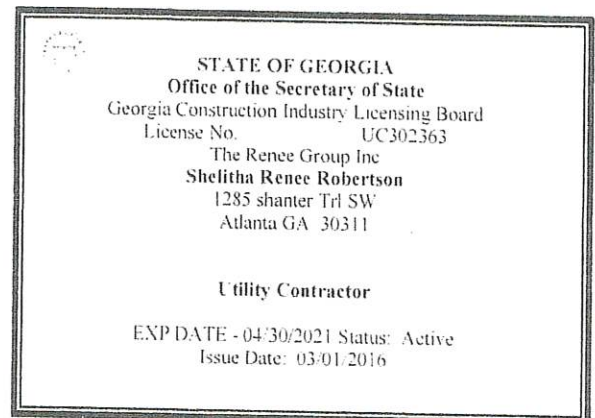 STATE OF GEORGIA
Office of the Secretary of State
Georgia Construction Industry Licensing Board
License No. UC302363
The Renee Group Inc
Shelitha Renee Robertson
1285 shanter Trl SW
Atlanta GA 30311
Utility Contractor
EXP DATE - 04/30/2021 Status: Active
Issue Date: 03/01/2016